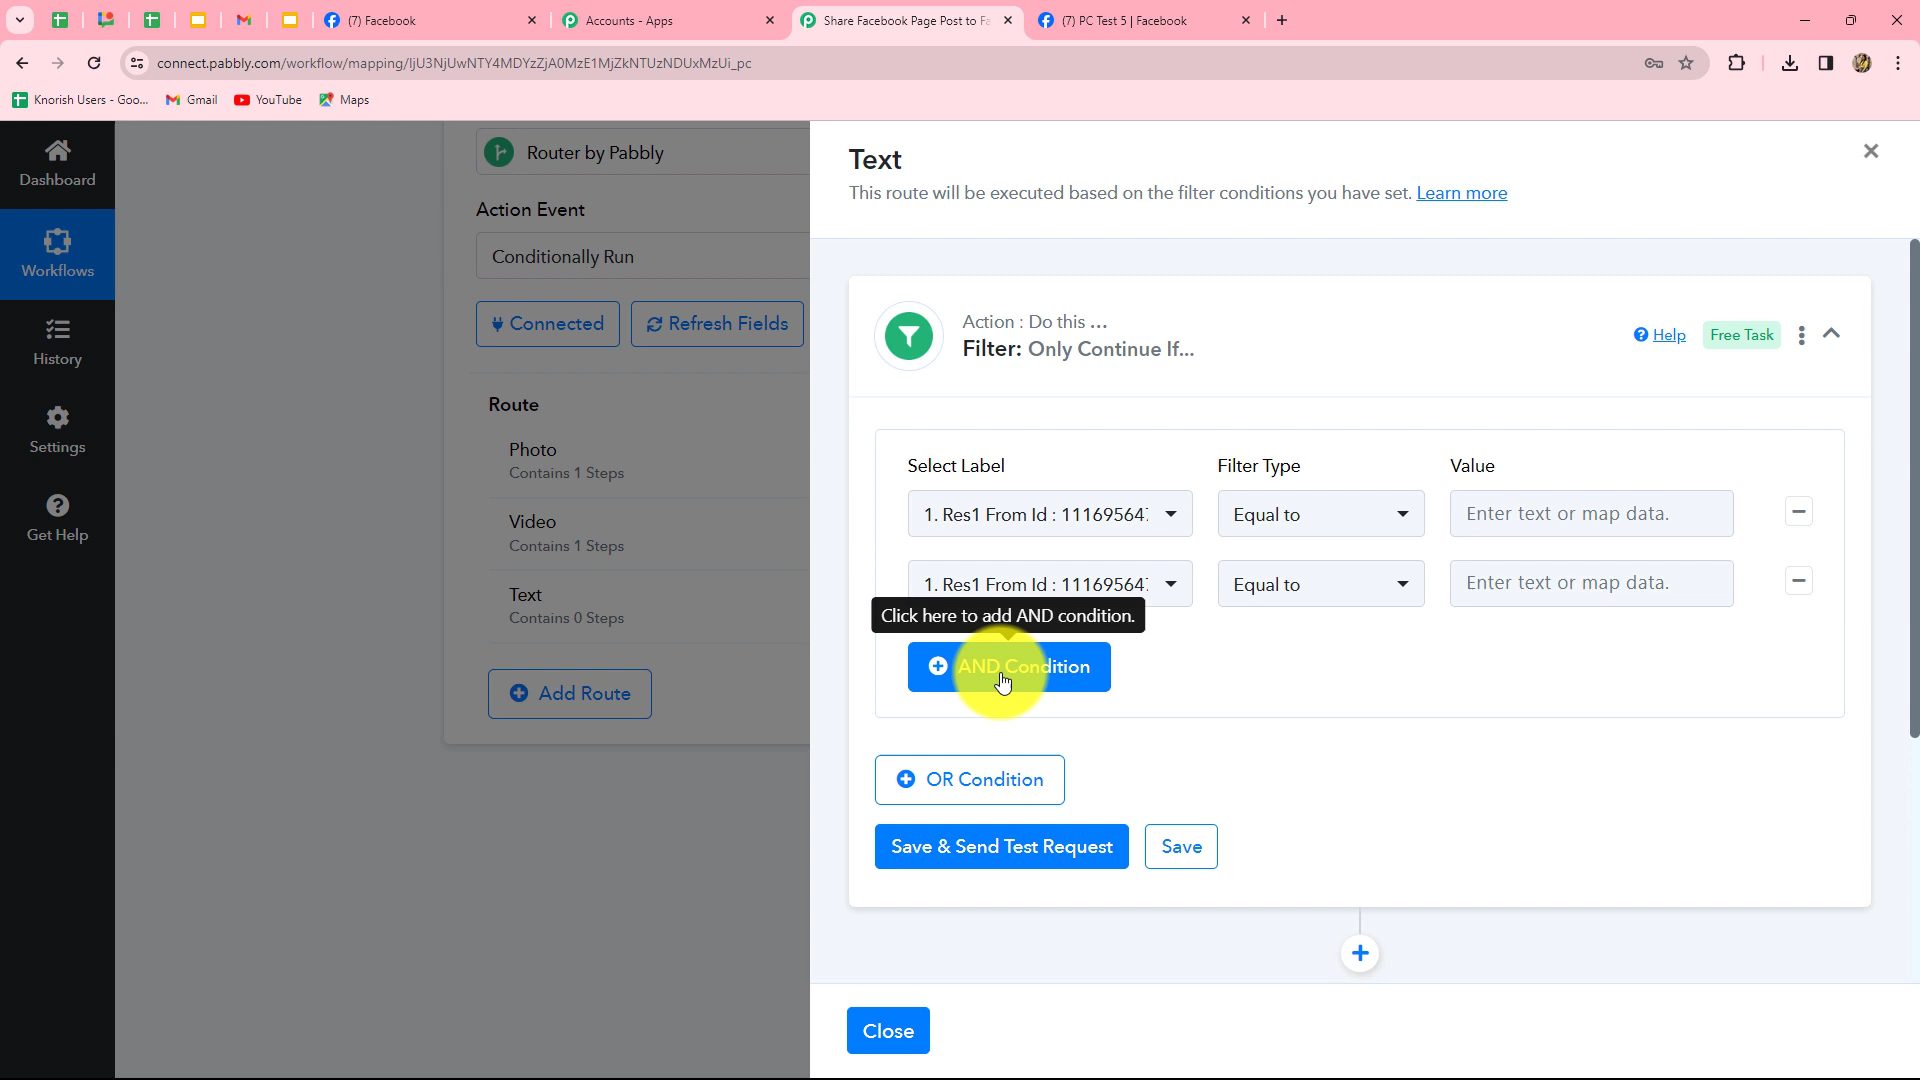 (7) Facebook
Accounts - Apps
Share Facebook Page Post to Fa
(7) PC Test 5 | Facebook
connect.pabbly.com/workflow/mapping/IjU3NjUwNTY4MDYzZjA0MzE1MjZkNTUzNDUxMzUi_pc
Knorish Users - Goo...
Gmail
YouTube
Maps
Dashboard
Workflows
History
Settings
Get Help
Router by Pabbly
Action Event
Conditionally Run
Connected
Refresh Fields
Route
Photo
Contains 1 Steps
Video
Contains 1 Steps
Text
Contains 0 Steps
Add Route
Text
This route will be executed based on the filter conditions you have set. Learn more
Action : Do this ...
Filter: Only Continue If...
Help
Free Task
Select Label
Filter Type
Value
1. Res1 From Id : 11169564
Equal to
Enter text or map data.
1. Res1 From Id : 11169564
Equal to
Enter text or map data.
Click here to add AND condition.
AND Condition
OR Condition
Save & Send Test Request
Save
Close